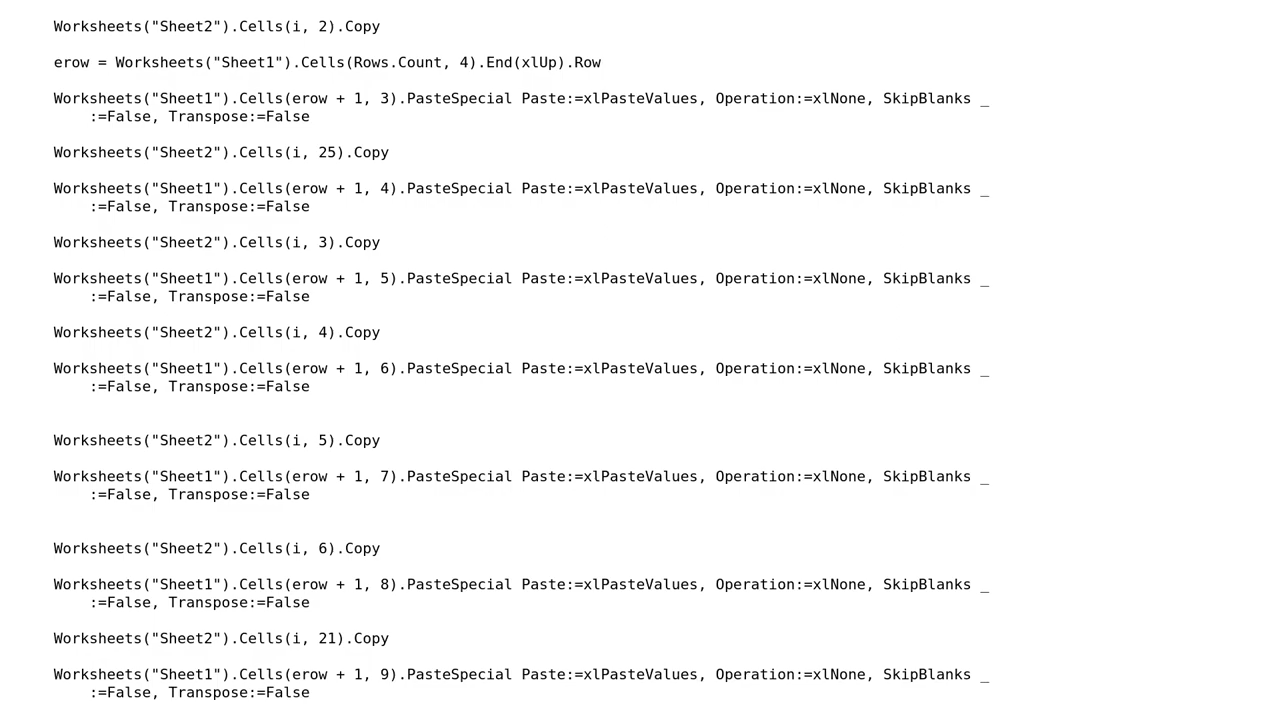 Worksheets("Sheet2").Cells(i, 2).Copy
erow = Worksheets("Sheet1").Cells(Rows.Count, 4).End(xlUp).Row
Worksheets("Sheet1").Cells(erow + 1, 3).PasteSpecial Paste:=xlPasteValues, Operation:=xlNone, SkipBlanks _
:=False, Transpose:=False
Worksheets("Sheet2").Cells(i, 25).Copy
Worksheets("Sheet1").Cells(erow + 1, 4).PasteSpecial Paste:=xlPasteValues, Operation:=xlNone, SkipBlanks _
:=False, Transpose:=False
Worksheets("Sheet2").Cells(i, 3).Copy
Worksheets("Sheet1").Cells(erow + 1, 5).PasteSpecial Paste:=xlPasteValues, Operation:=xlNone, SkipBlanks _
:=False, Transpose:=False
Worksheets("Sheet2").Cells(i, 4).Copy
Worksheets("Sheet1").Cells(erow + 1, 6).PasteSpecial Paste:=xlPasteValues, Operation:=xlNone, SkipBlanks _
:=False, Transpose:=False
Worksheets("Sheet2").Cells(i, 5).Copy
Worksheets("Sheet1").Cells(erow + 1, 7).PasteSpecial Paste:=xlPasteValues, Operation:=xlNone, SkipBlanks _
:=False, Transpose:=False
Worksheets("Sheet2").Cells(i, 6).Copy
Worksheets("Sheet1").Cells(erow + 1, 8).PasteSpecial Paste:=xlPasteValues, Operation:=xlNone, SkipBlanks _
:=False, Transpose:=False
Worksheets("Sheet2").Cells(i, 21).Copy
Worksheets("Sheet1").Cells(erow + 1, 9).PasteSpecial Paste:=xlPasteValues, Operation:=xlNone, SkipBlanks _
:=False, Transpose:=False